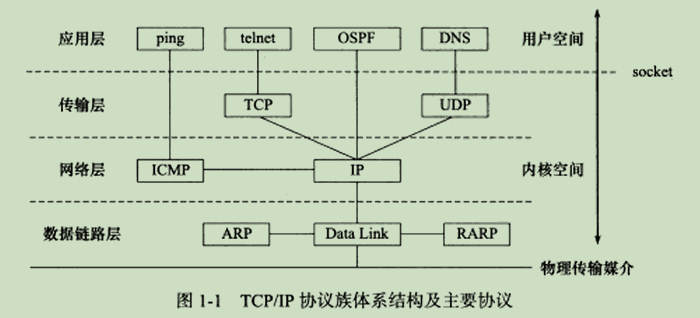 应用层 ping telnet OSPF DNS 用户空间
socket
传输层 TCP UDP
网络层 ICMP IP 内核空间
数据链路层 ARP Data Link RARP
物理传输媒介
图 1-1 TCP/IP 协议族体系结构及主要协议